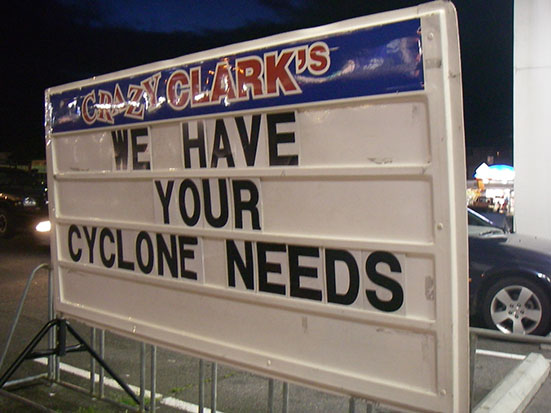 CRAZY CLARK'S
WE HAVE
YOUR
CYCLONE NEEDS